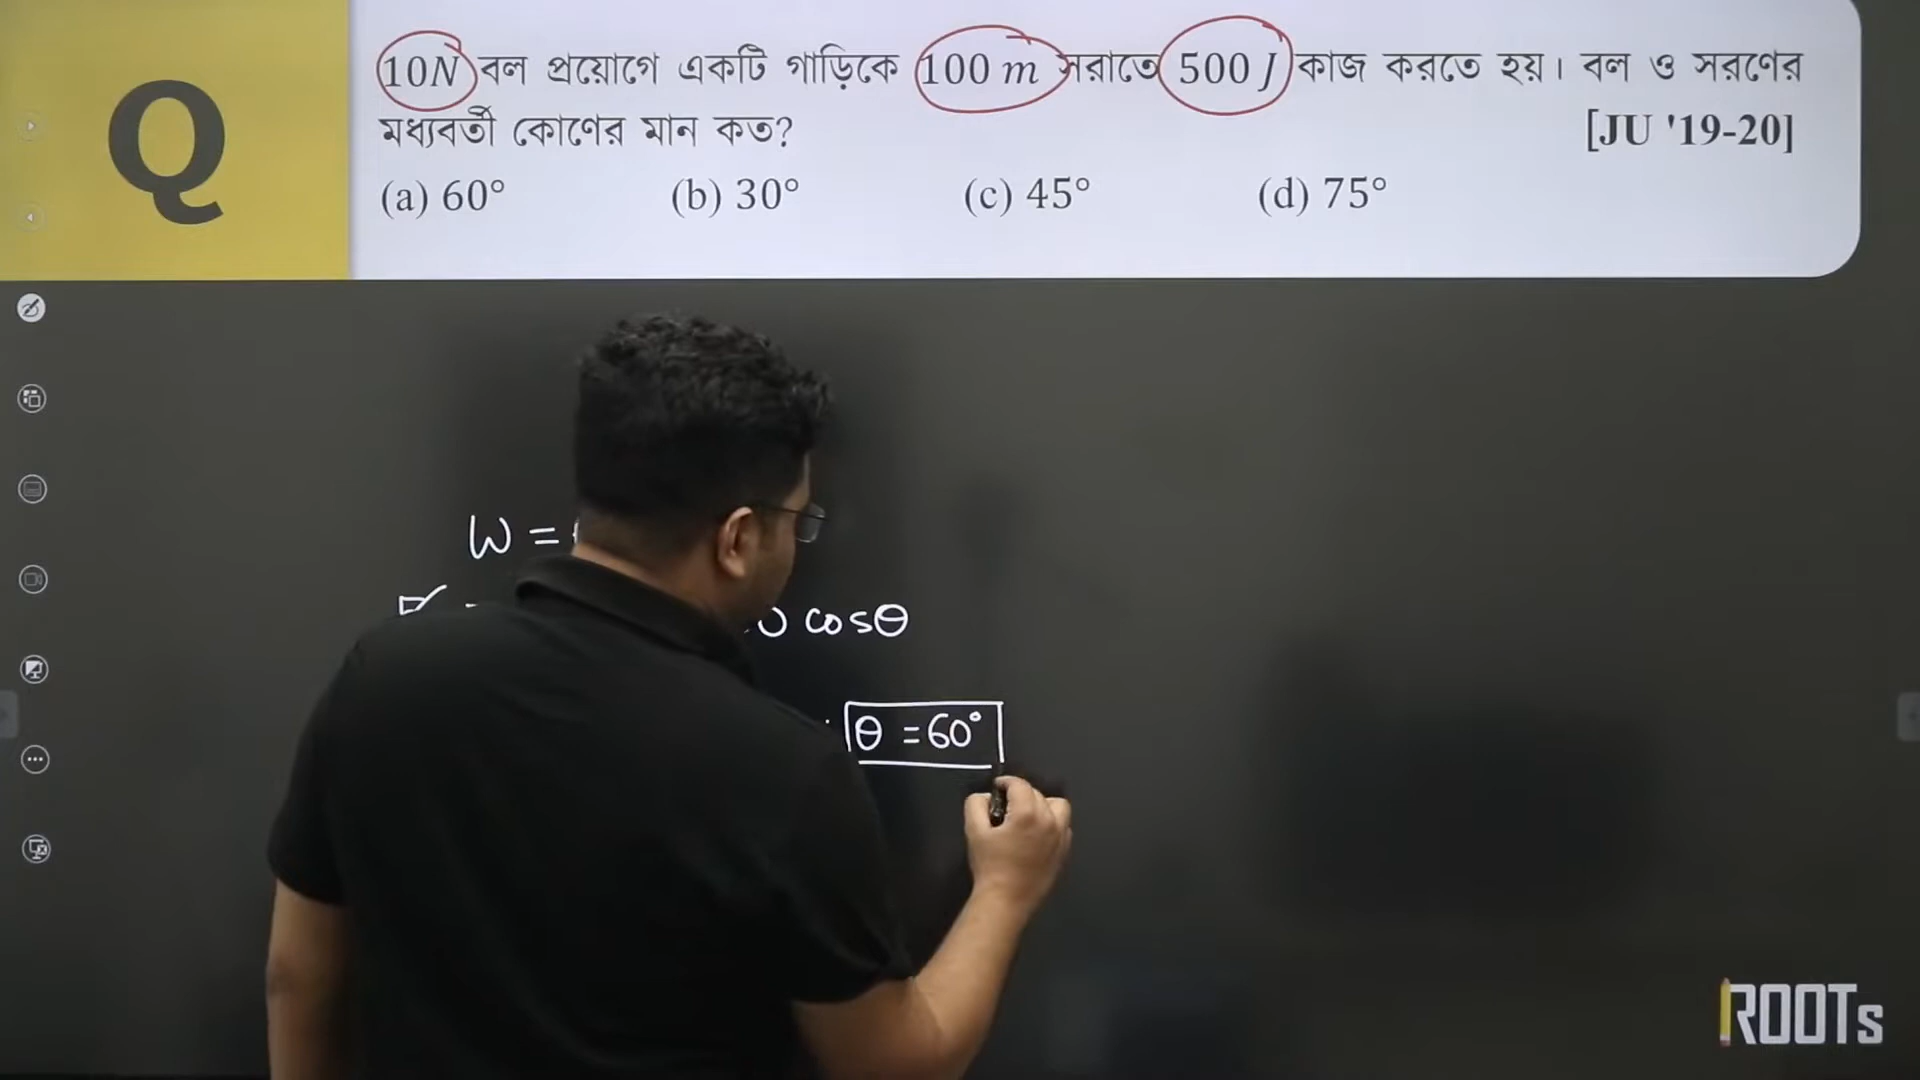 Q
10N বল প্রয়োগে একটি গাড়িকে 100 m সরাতে 500 J কাজ করতে হয়। বল ও সরণের
মধ্যবর্তী কোণের মান কত?
[JU '19-20]
(a) 60° (b) 30° (c) 45° (d) 75°
W =
cosθ
θ = 60°
ROOTs